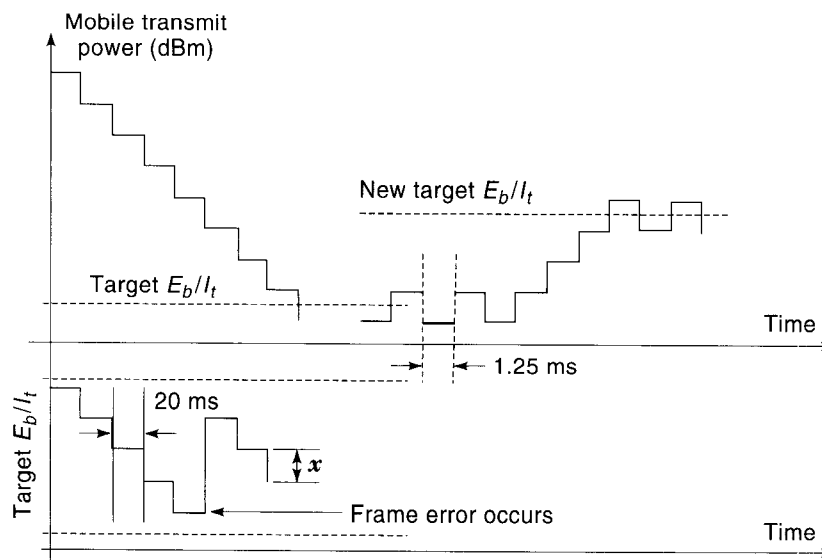 Mobile transmit
power (dBm)
New target E_b/I_t
Target E_b/I_t
Time
1.25 ms
Target E_b/I_t
20 ms
x
Frame error occurs
Time